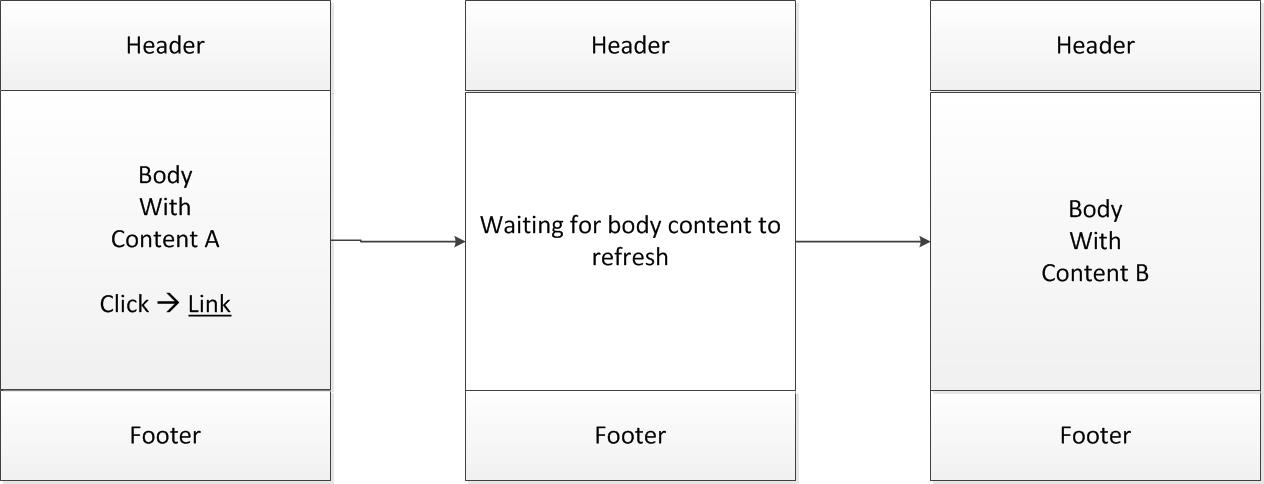 Header
Body
With
Content A
Click → Link
Footer
Header
Waiting for body content to
refresh
Footer
Header
Body
With
Content B
Footer